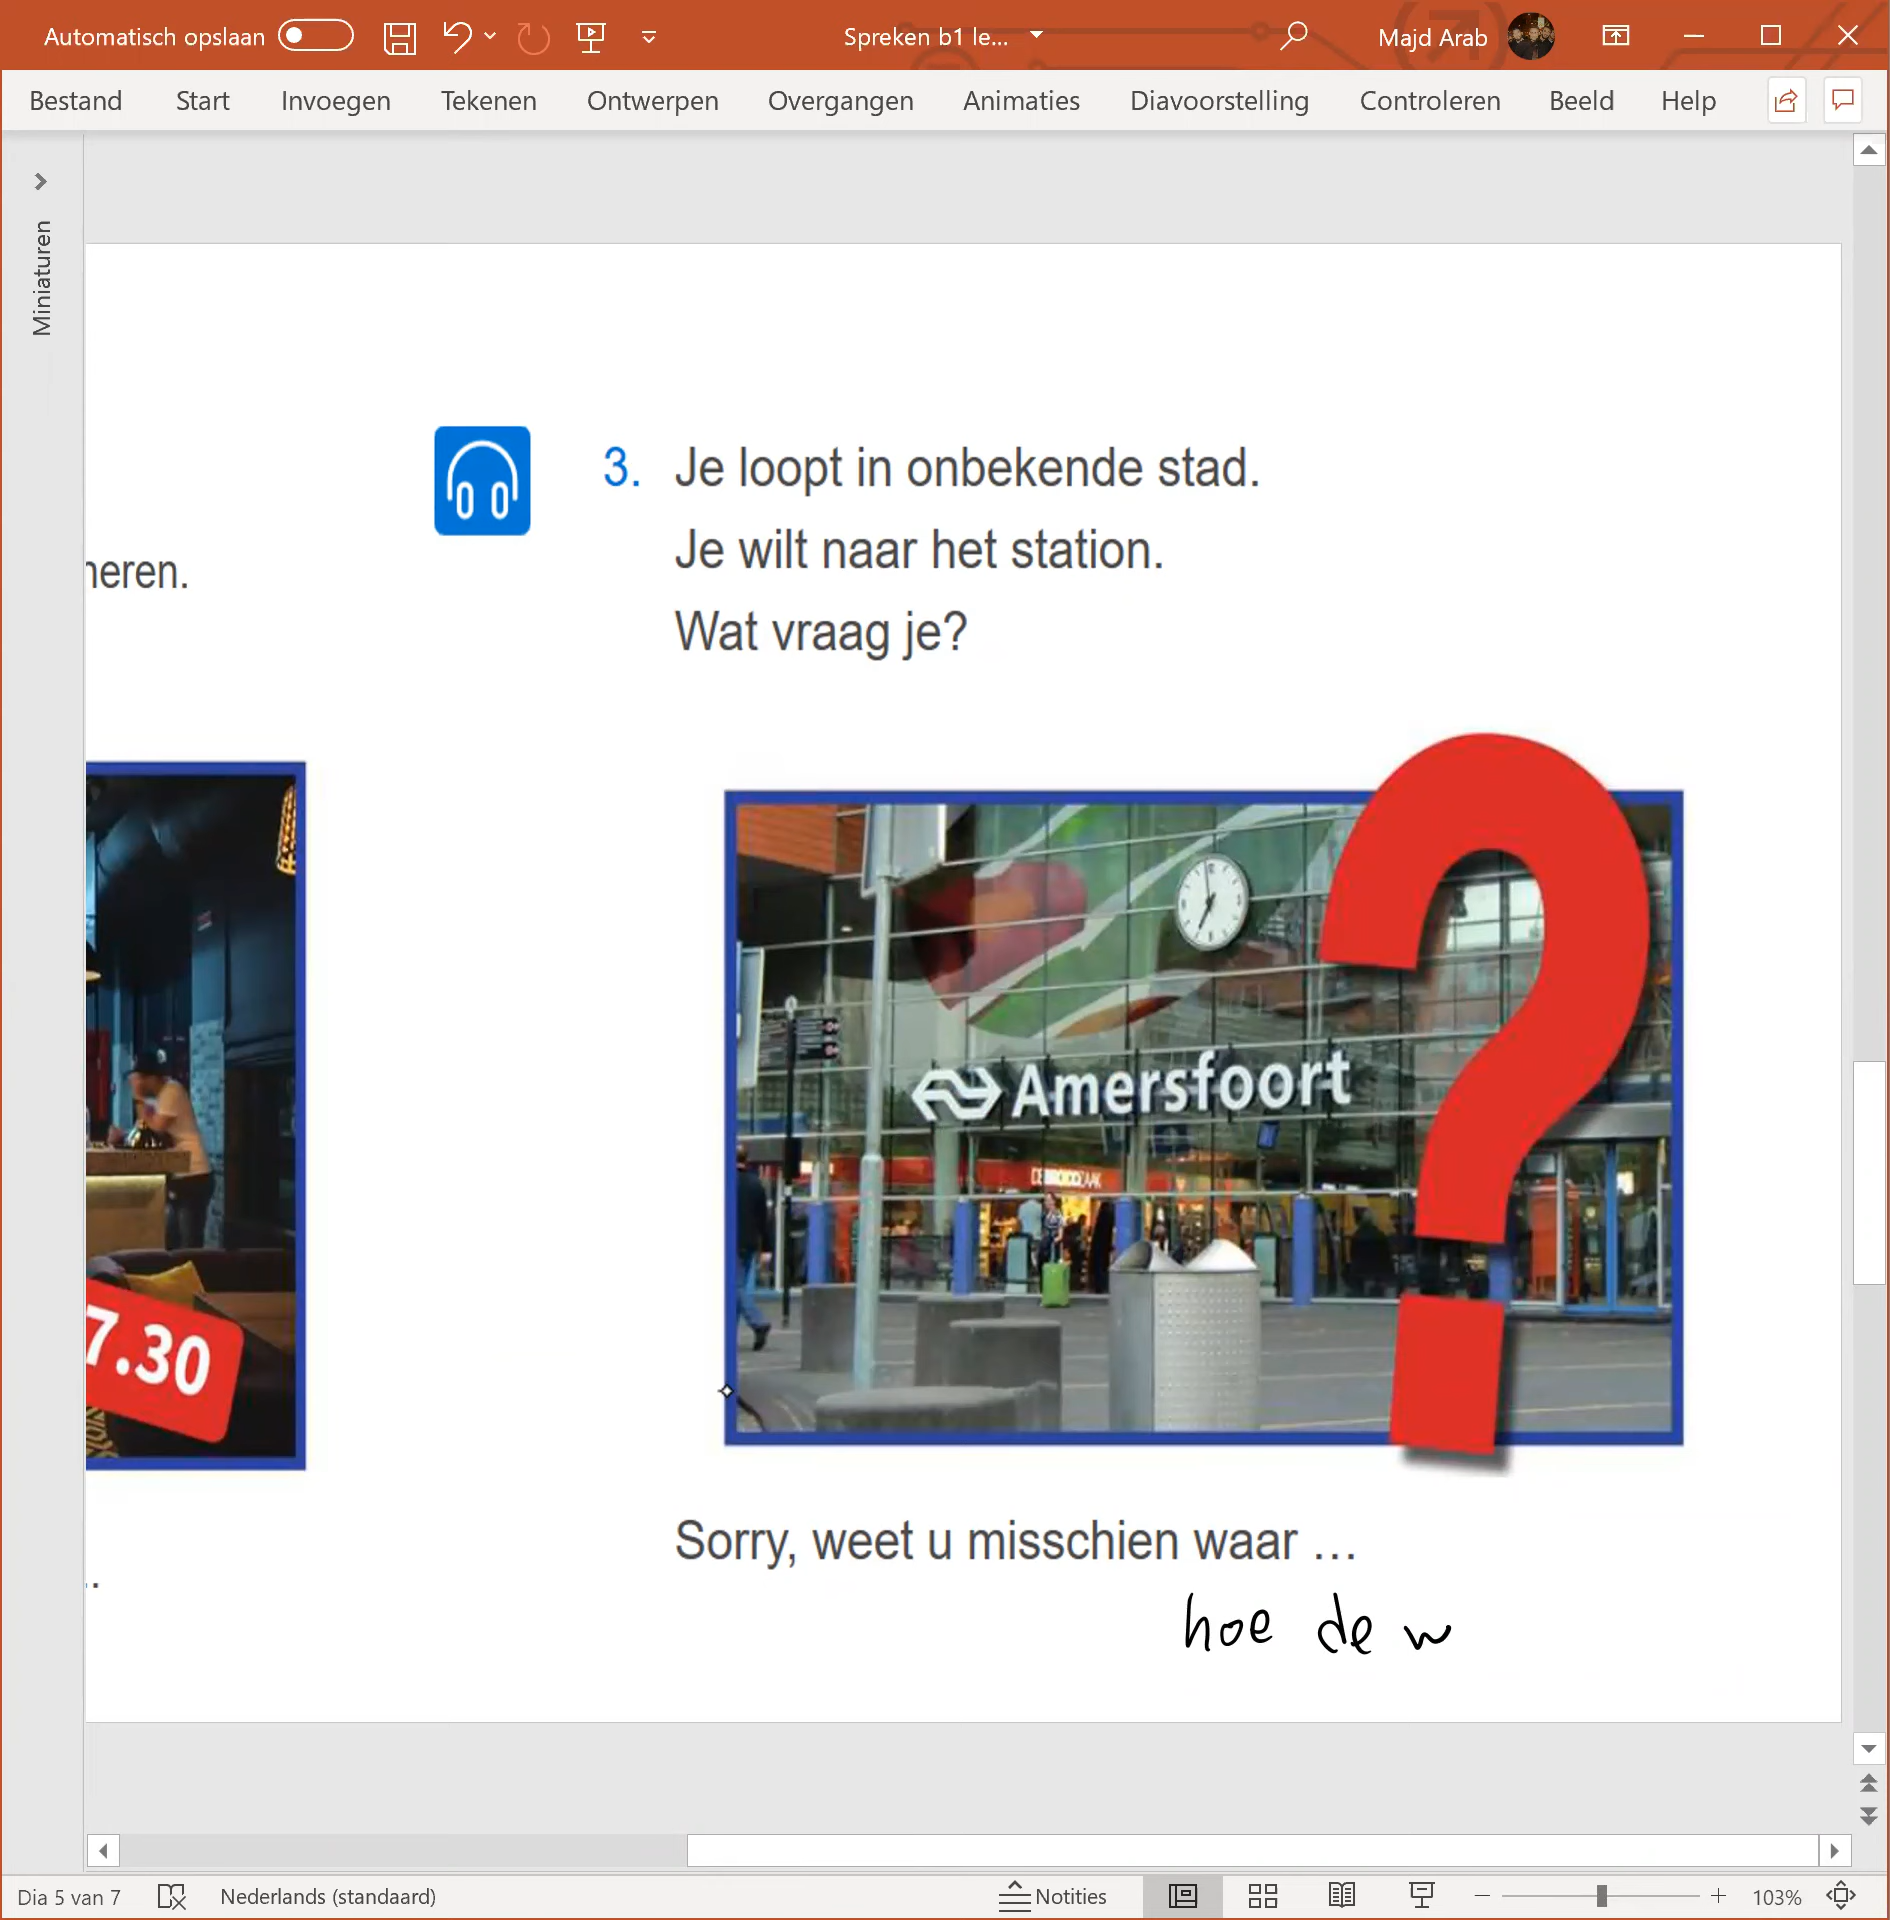 Automatisch opslaan
Spreken b1 le...
Majd Arab
Bestand Start Invoegen Tekenen Ontwerpen Overgangen Animaties Diavoorstelling Controleren Beeld Help
Miniaturen
neren.
7.30
..
3. Je loopt in onbekende stad.
Je wilt naar het station.
Wat vraag je?
Amersfoort
Sorry, weet u misschien waar ...
hoe de w
Dia 5 van 7
Nederlands (standaard)
Notities
103%